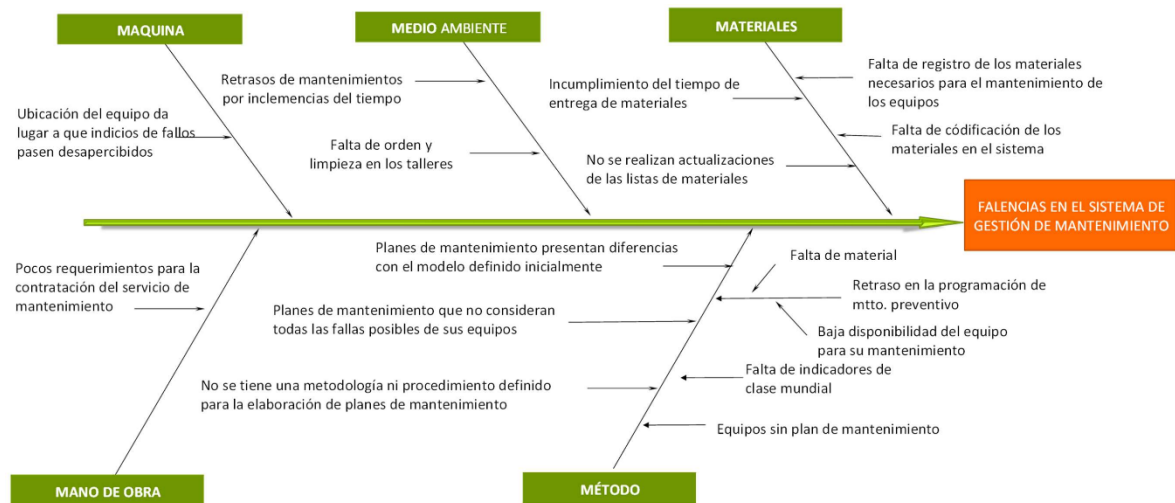 MAQUINA
MEDIO AMBIENTE
MATERIALES
Ubicación del equipo da
lugar a que indicios de fallos
pasen desapercibidos
Retrasos de mantenimientos
por inclemencias del tiempo
Falta de orden y
limpieza en los talleres
Incumplimiento del tiempo de
entrega de materiales
No se realizan actualizaciones
de las listas de materiales
Falta de registro de los materiales
necesarios para el mantenimiento de
los equipos
Falta de códificación de los
materiales en el sistema
FALENCIAS EN EL SISTEMA DE
GESTIÓN DE MANTENIMIENTO
Pocos requerimientos para la
contratación del servicio de
mantenimiento
Planes de mantenimiento presentan diferencias
con el modelo definido inicialmente
Planes de mantenimiento que no consideran
todas las fallas posibles de sus equipos
No se tiene una metodología ni procedimiento definido
para la elaboración de planes de mantenimiento
Falta de material
Retraso en la programación de
mtto. preventivo
Baja disponibilidad del equipo
para su mantenimiento
Falta de indicadores de
clase mundial
Equipos sin plan de mantenimiento
MANO DE OBRA
MÉTODO